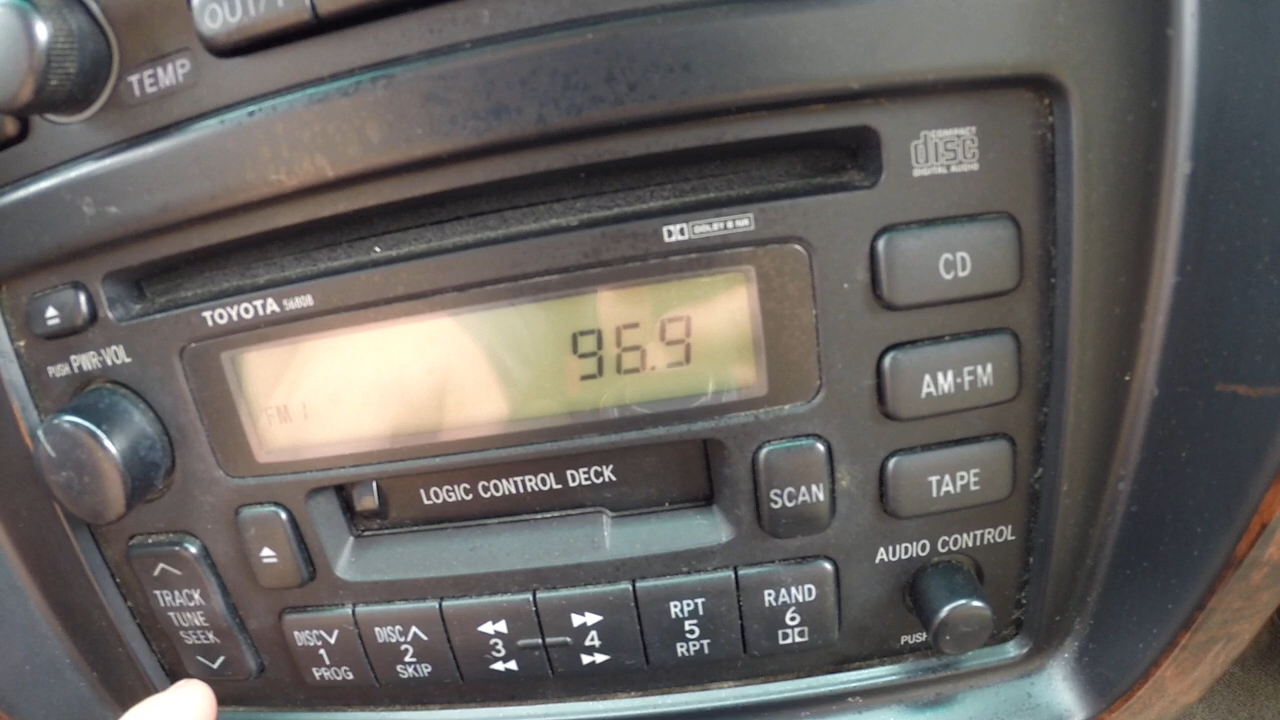 OUT/T
TEMP
COMPACT
disc
DIGITAL AUDIO
DOLBY B NR
TOYOTA 56808
CD
PUSH PWR·VOL
96.9
FM 1
AM·FM
LOGIC CONTROL DECK
SCAN
TAPE
AUDIO CONTROL
TRACK
TUNE
SEEK
DISC 1 PROG
DISC 2 SKIP
3
4
RPT 5 RPT
RAND 6
PUSH